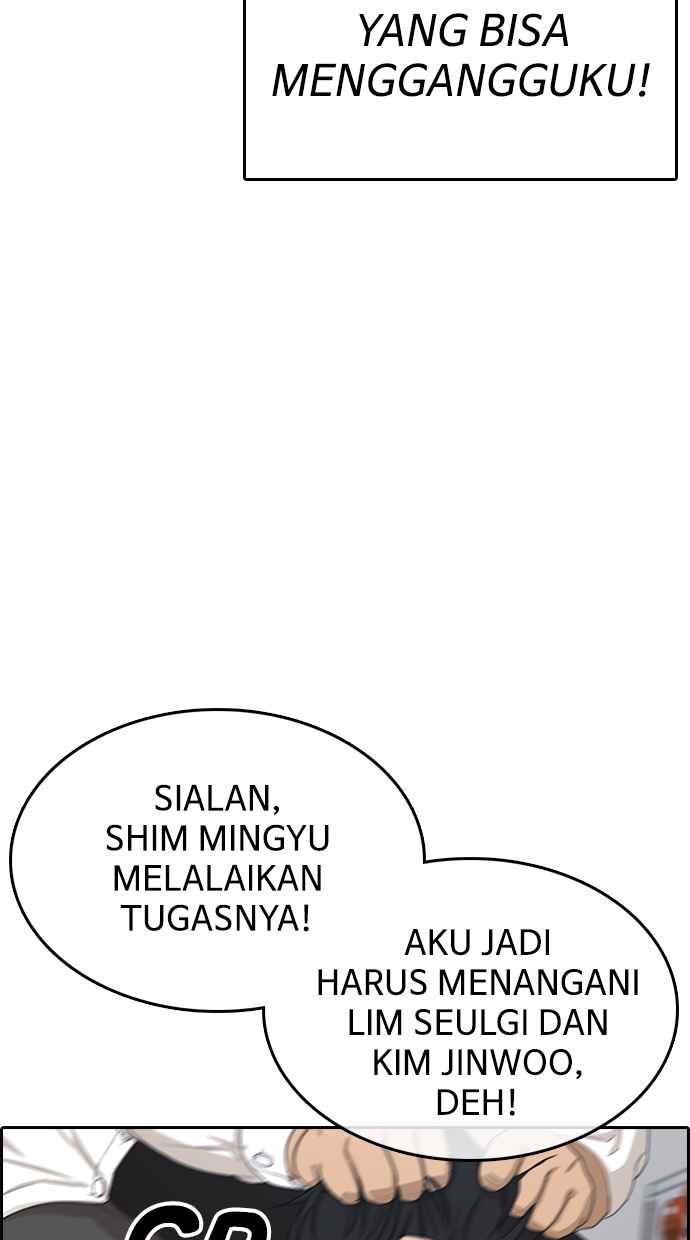 YANG BISA
MENGGANGGUKU!
SIALAN,
SHIM MINGYU
MELALAIKAN
TUGASNYA!
AKU JADI
HARUS MENANGANI
LIM SEULGI DAN
KIM JINWOO,
DEH!